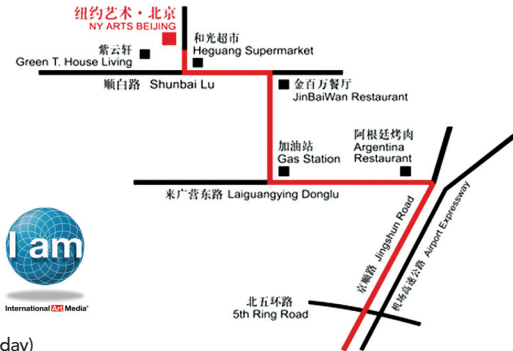 纽约艺术·北京
NY ARTS BEIJING
紫云轩
Green T. House Living
和光超市
Heguang Supermarket
顺白路 Shunbai Lu
金百万餐厅
JinBaiWan Restaurant
加油站
Gas Station
阿根廷烤肉
Argentina
Restaurant
来广营东路 Laiguangying Donglu
京顺路 Jingshun Road
机场高速公路 Airport Expressway
北五环路
5th Ring Road
I am
International Art Media
day)